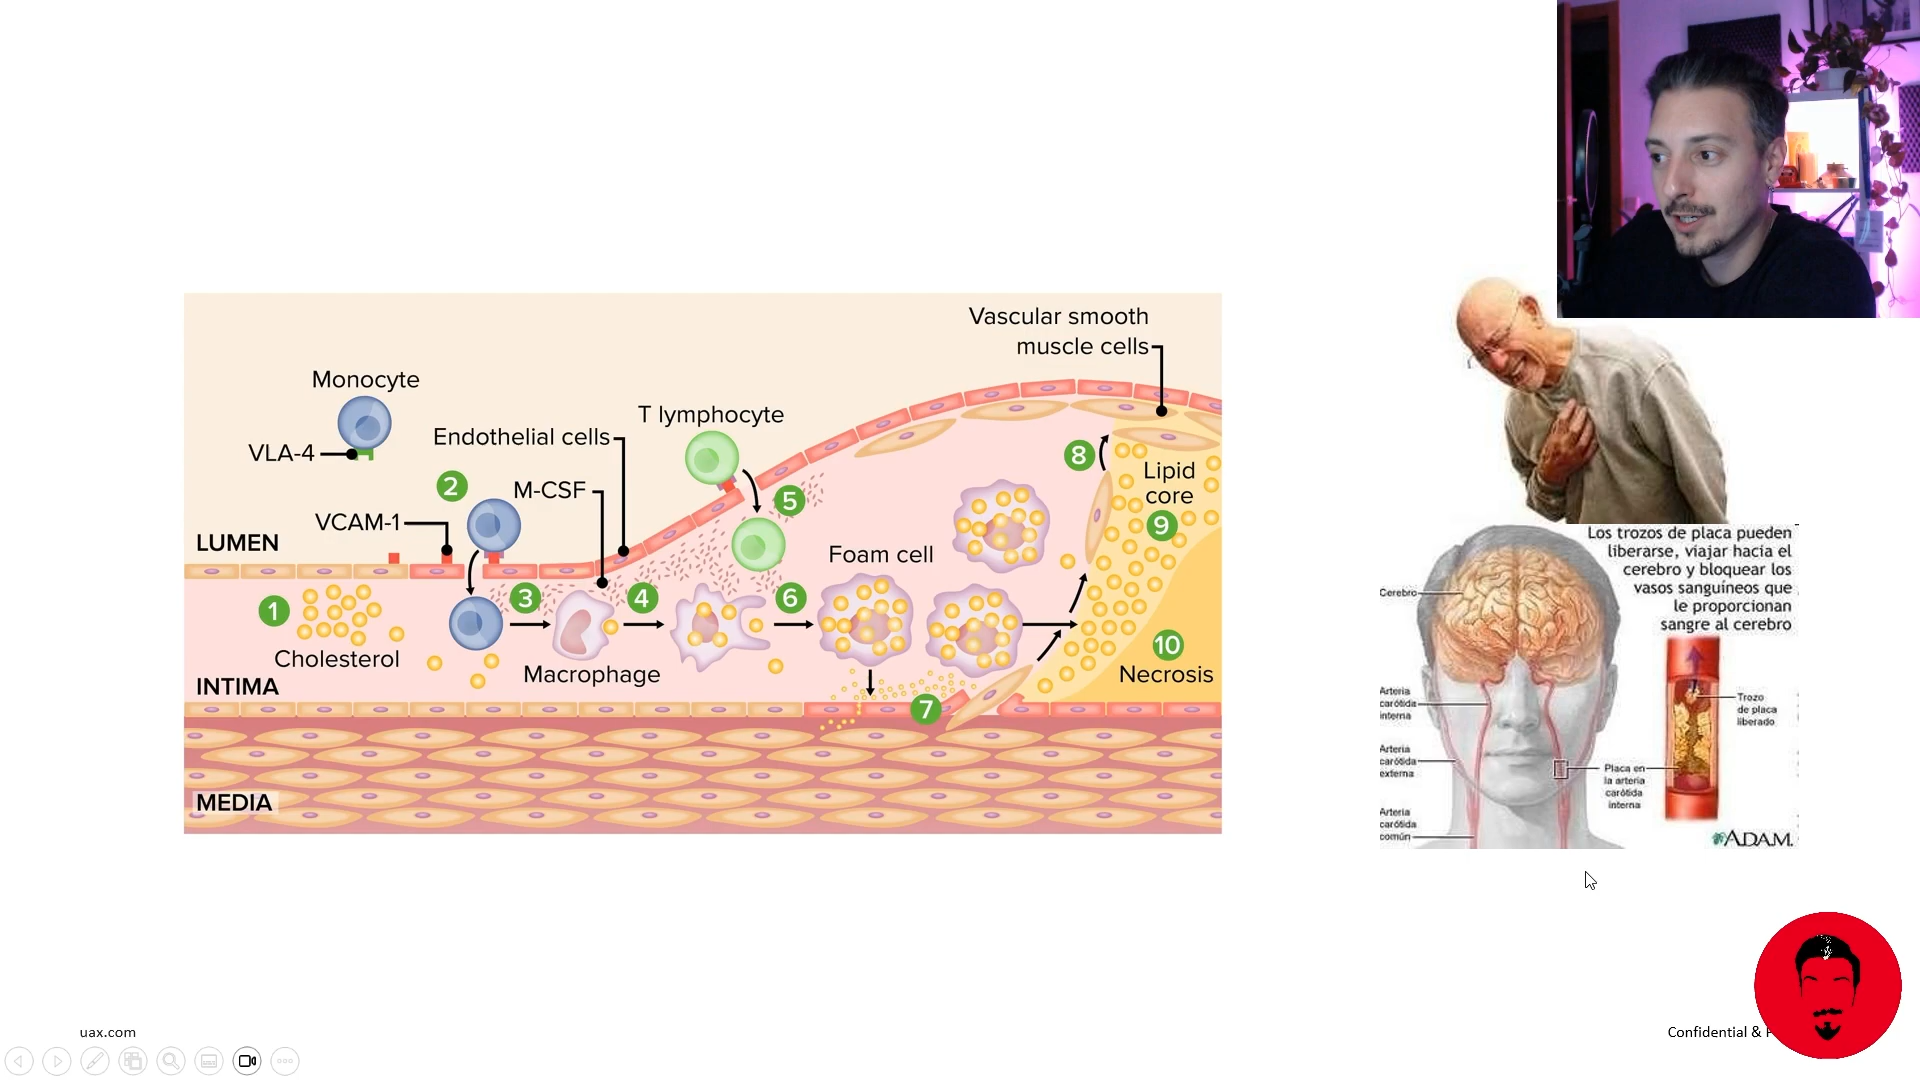 Vascular smooth
muscle cells
Monocyte
T lymphocyte
Endothelial cells
VLA-4
8
Lipid
core
2
M-CSF
5
VCAM-1
9
LUMEN
Foam cell
1
3
4
6
10
Cholesterol
Macrophage
Necrosis
INTIMA
7
MEDIA
Los trozos de placa pueden
liberarse, viajar hacia el
cerebro y bloquear los
vasos sanguíneos que
le proporcionan
sangre al cerebro
Cerebro
Arteria
carótida
interna
Trozo
de placa
liberado
Arteria
carótida
externa
Placa en
la arteria
carótida
interna
Arteria
carótida
común
ADAM.
uax.com
Confidential &